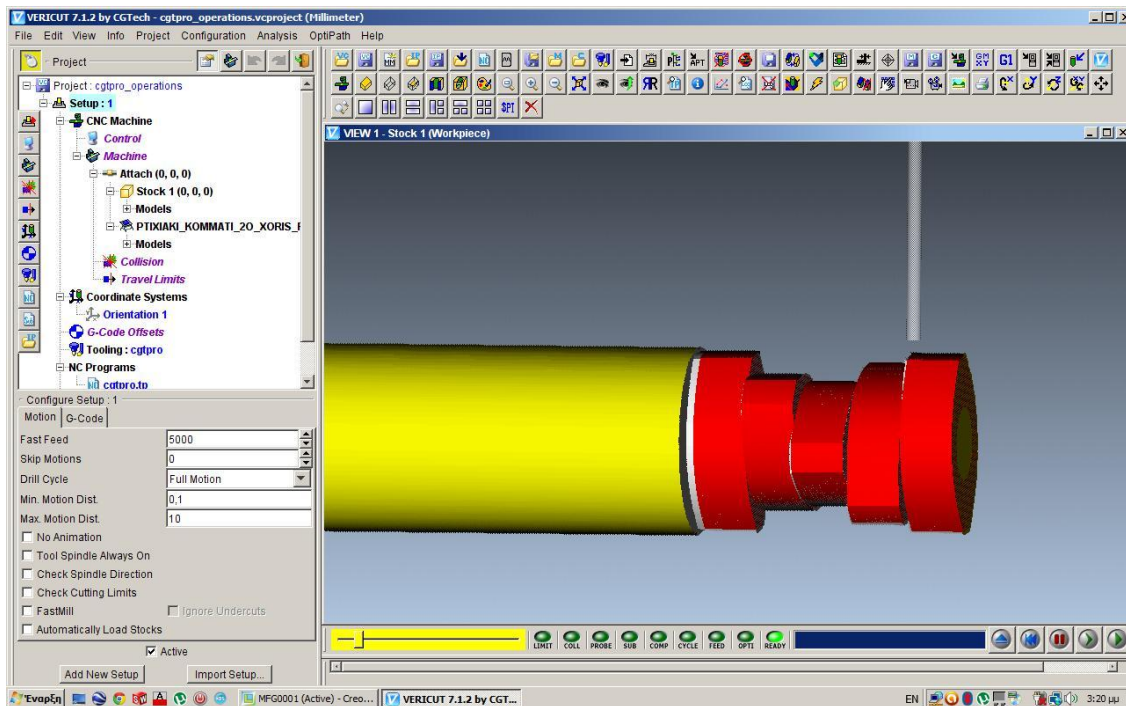 VERICUT 7.1.2 by CGTech - cgtpro_operations.vcproject (Millimeter)
File Edit View Info Project Configuration Analysis OptiPath Help
Project
Project : cgtpro_operations
Setup : 1
CNC Machine
Control
Machine
Attach (0, 0, 0)
Stock 1 (0, 0, 0)
Models
PTIXIAKI_KOMMATI_2O_XORIS_F
Models
Collision
Travel Limits
Coordinate Systems
Orientation 1
G-Code Offsets
Tooling : cgtpro
NC Programs
cgtpro.tp
Configure Setup : 1
Motion G-Code
Fast Feed 5000
Skip Motions 0
Drill Cycle Full Motion
Min. Motion Dist. 0,1
Max. Motion Dist. 10
No Animation
Tool Spindle Always On
Check Spindle Direction
Check Cutting Limits
FastMill Ignore Undercuts
Automatically Load Stocks
Active
Add New Setup Import Setup...
VIEW 1 - Stock 1 (Workpiece)
LIMIT COLL PROBE SUB COMP CYCLE FEED OPTI READY
Έναρξη MFG0001 (Active) - Creo... VERICUT 7.1.2 by CGT... EN 3:20 μμ